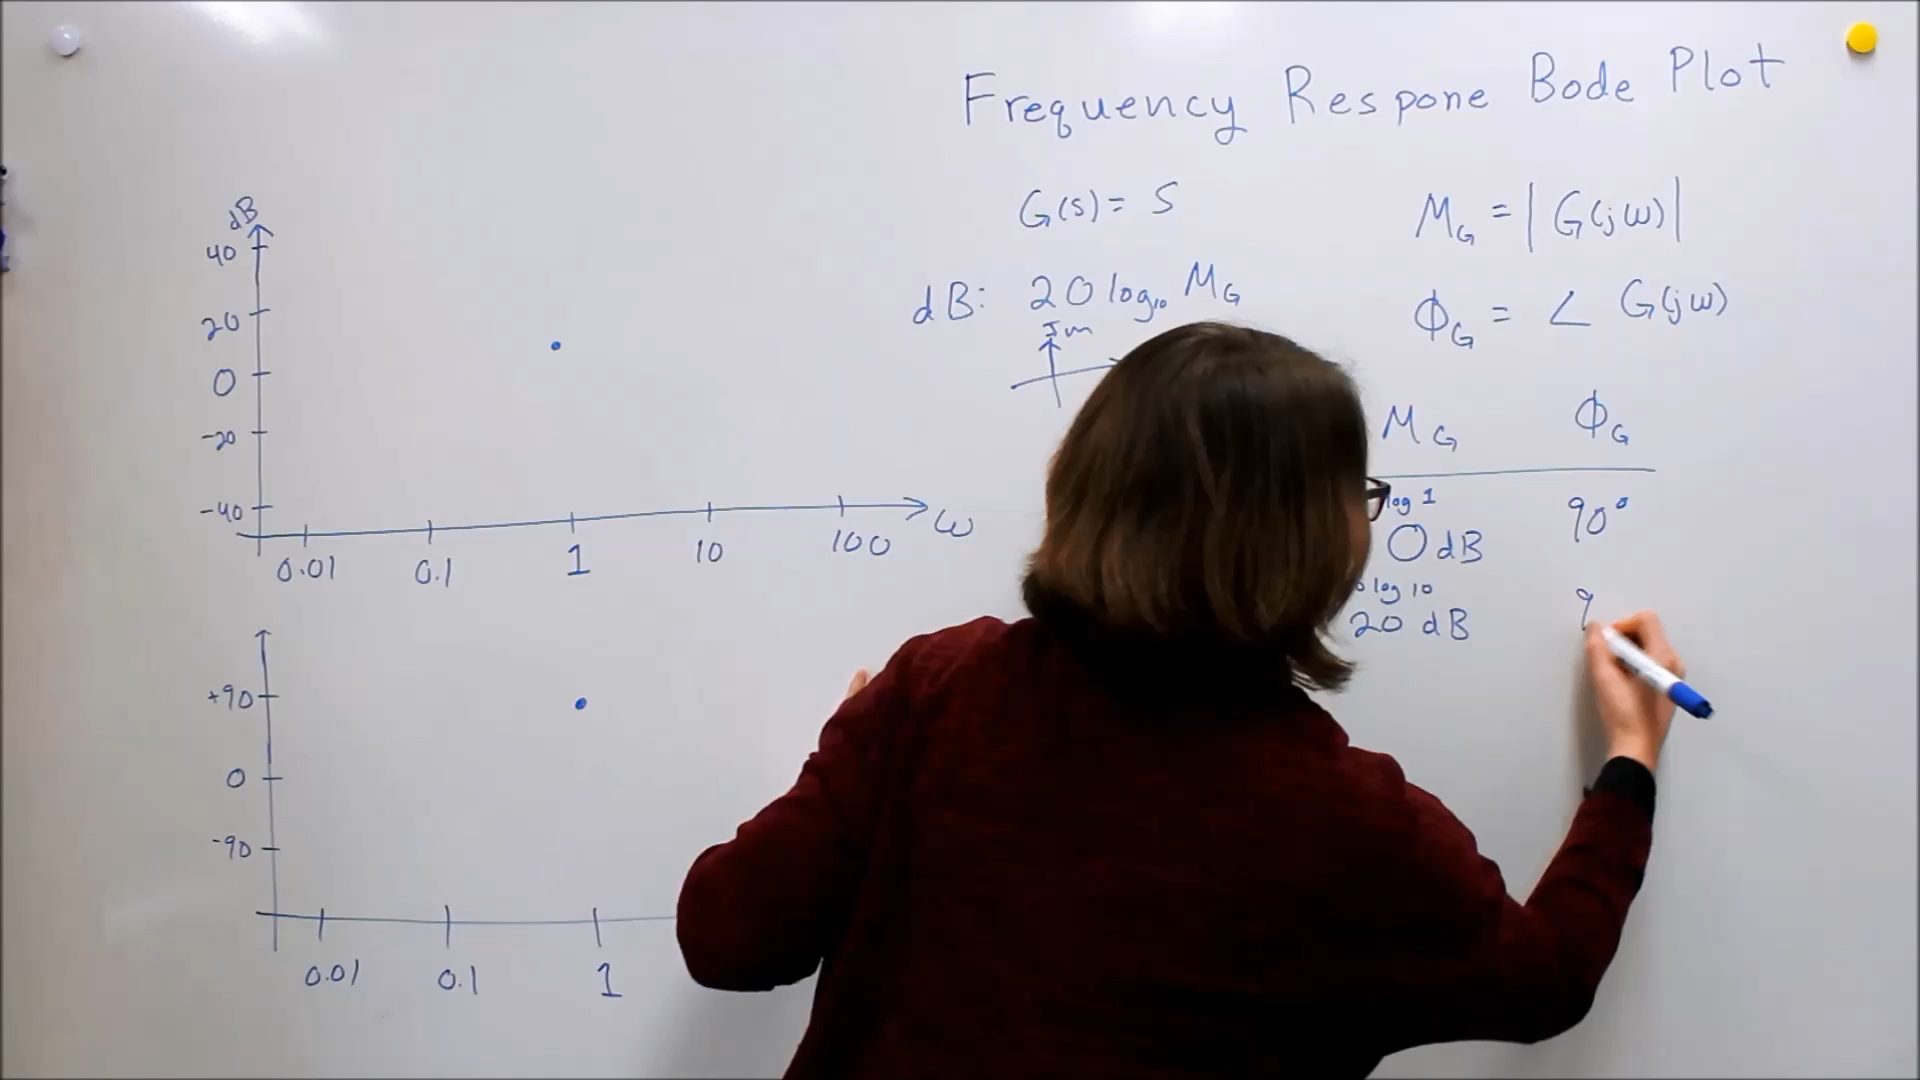 Frequency Respone Bode Plot
G(s) = S
M_G = | G(jω) |
dB: 20 log₁₀ M_G
Φ_G = ∠ G(jω)
Im
M_G Φ_G
log 1
0 dB 90°
log 10
20 dB 9
dB
40
20
0
-20
-40
0.01 0.1 1 10 100 ω
+90
0
-90
0.01 0.1 1